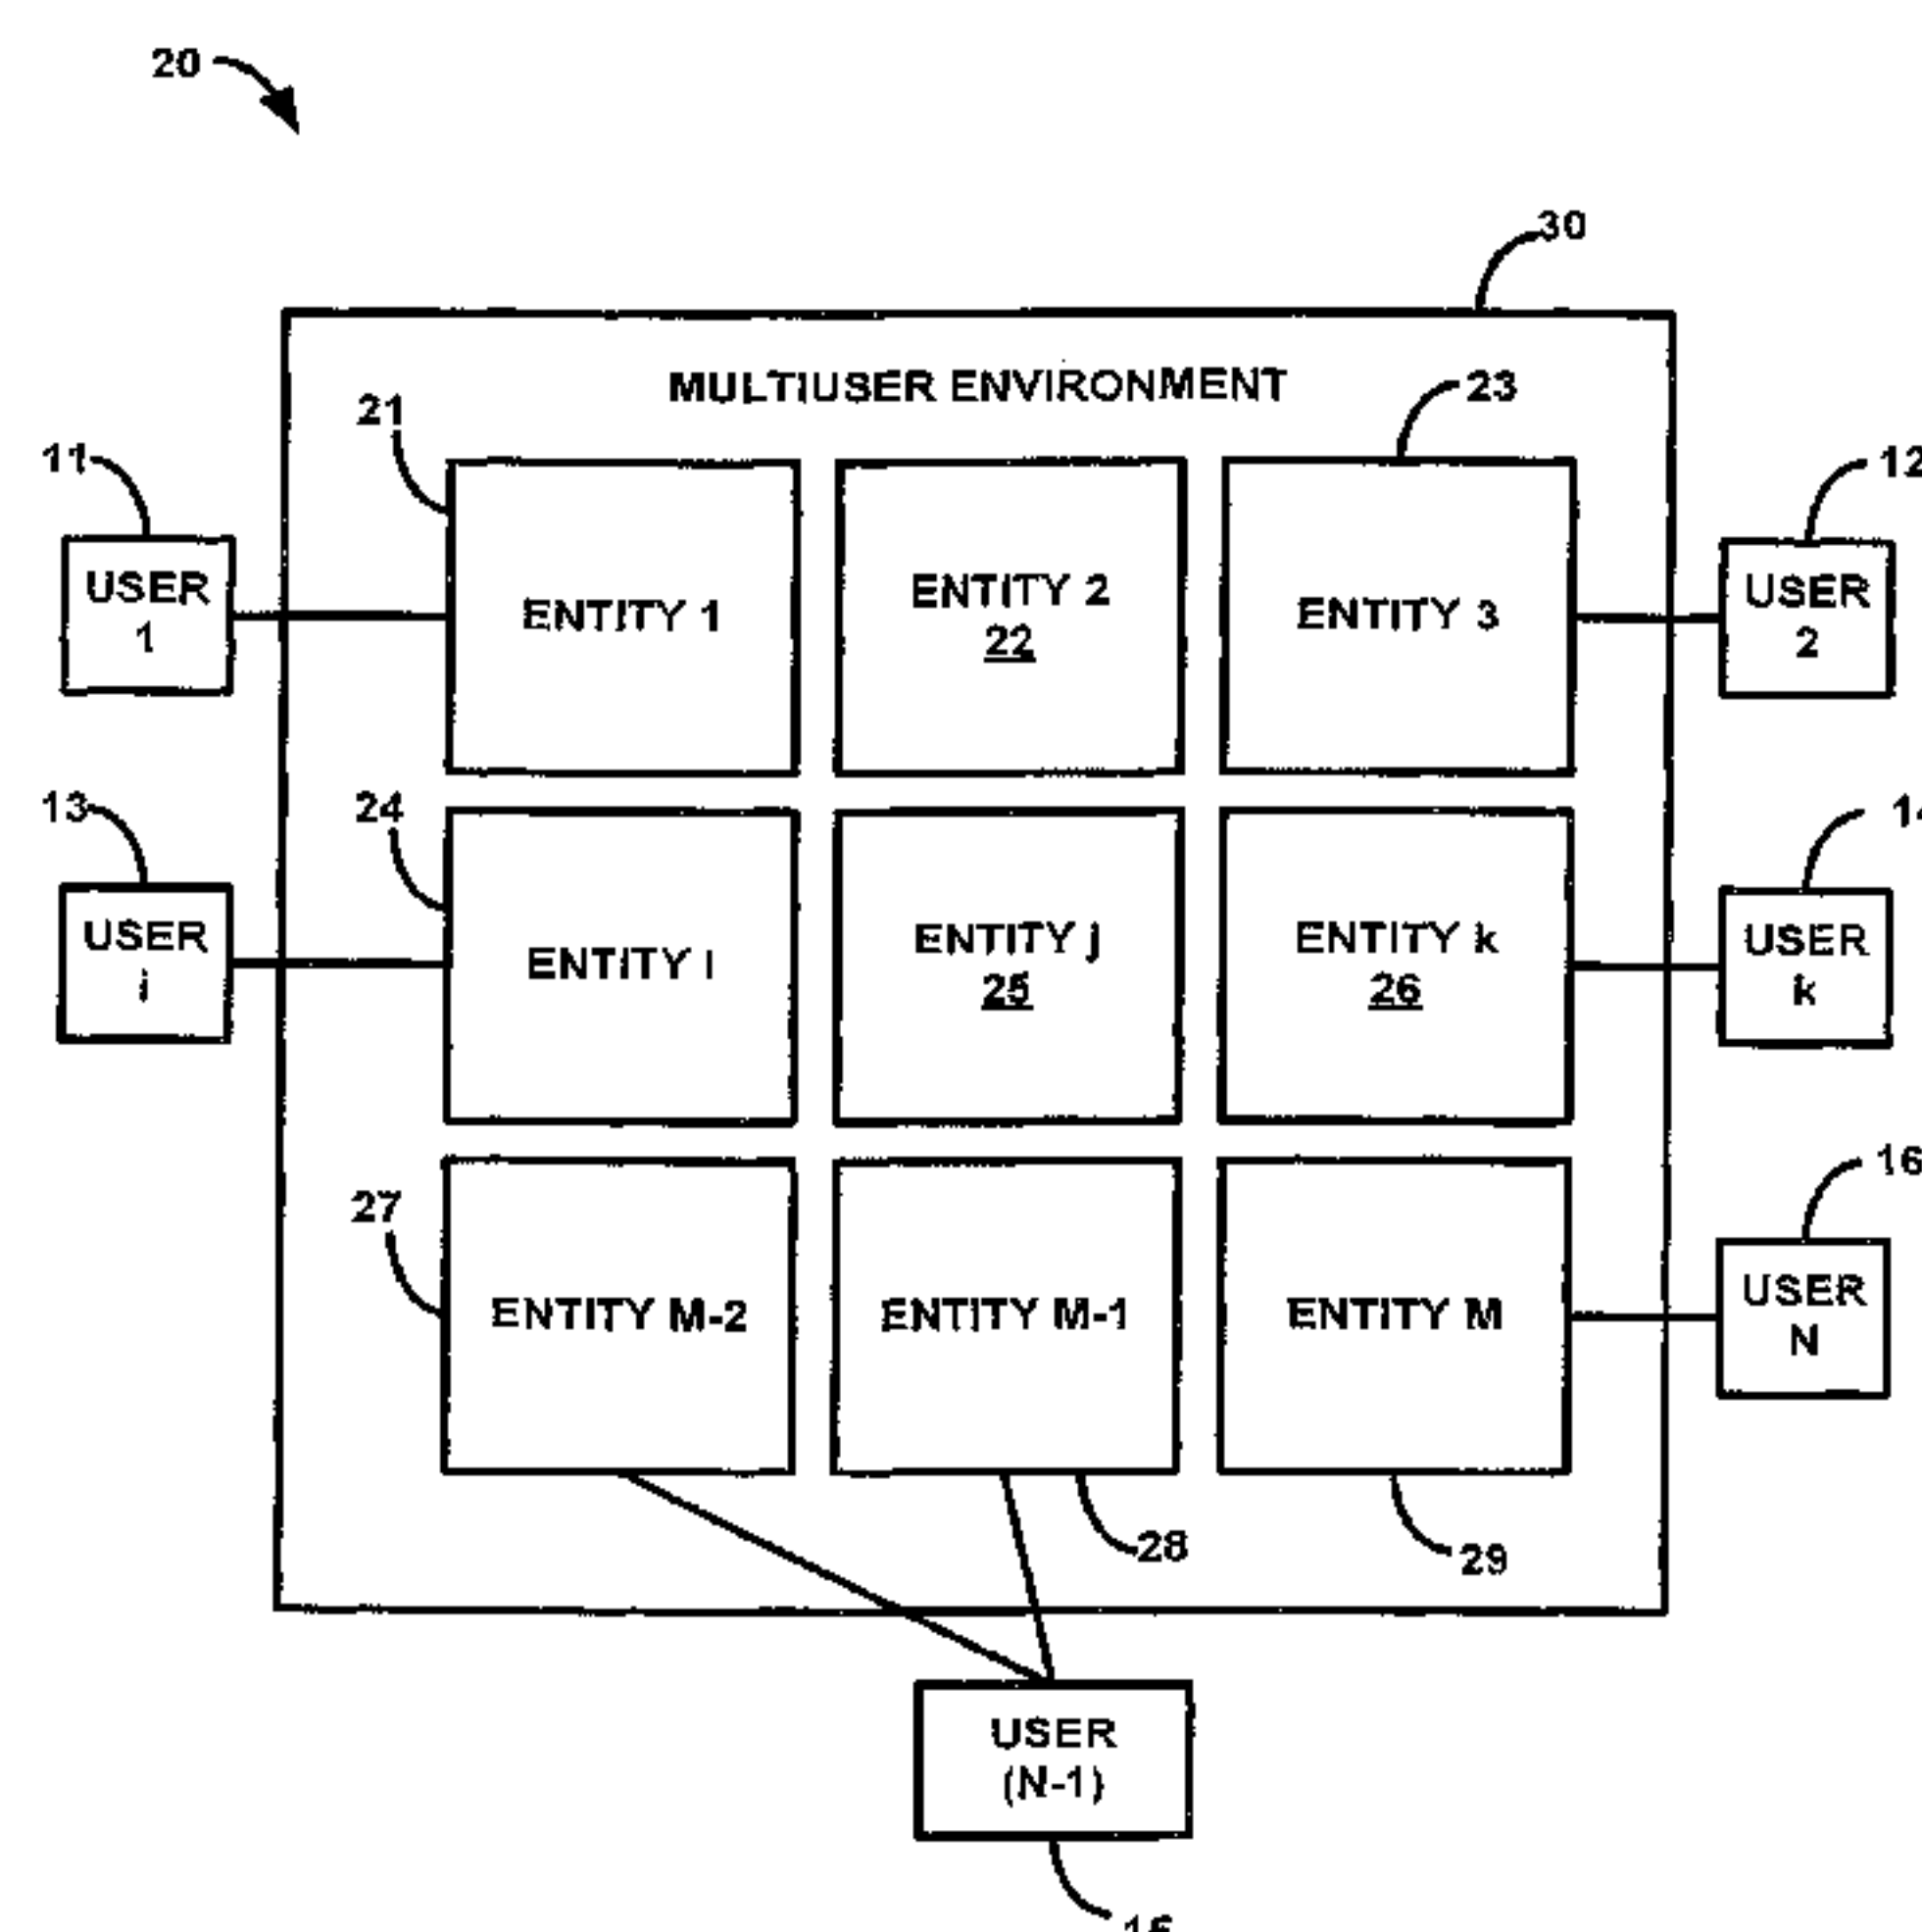 20
30
MULTIUSER ENVIRONMENT
21
23
11
12
USER
1
ENTITY 1
ENTITY 2
22
ENTITY 3
USER
2
13
24
14
USER
i
ENTITY i
ENTITY j
25
ENTITY k
26
USER
k
27
16
ENTITY M-2
ENTITY M-1
ENTITY M
USER
N
28
29
USER
(N-1)